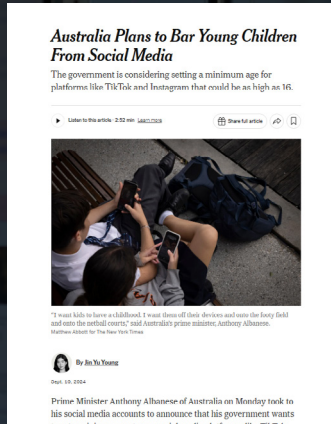 Australia Plans to Bar Young Children
From Social Media
The government is considering setting a minimum age for
platforms like TikTok and Instagram that could be as high as 16.
Listen to this article · 2:52 min Learn more
Share full article
"I want kids to have a childhood. I want them off their devices and onto the footy field
and onto the netball courts," said Australia's prime minister, Anthony Albanese.
Matthew Abbott for The New York Times
By Jin Yu Young
Sept. 10, 2024
Prime Minister Anthony Albanese of Australia on Monday took to
his social media accounts to announce that his government wants